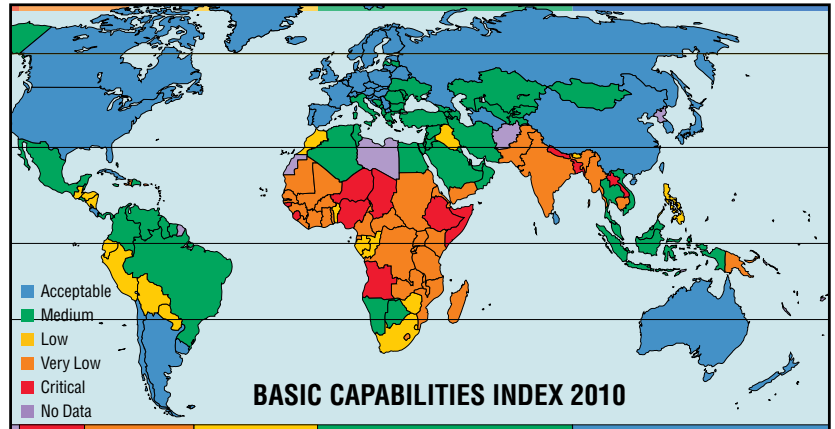 Acceptable
Medium
Low
Very Low
Critical
No Data
BASIC CAPABILITIES INDEX 2010